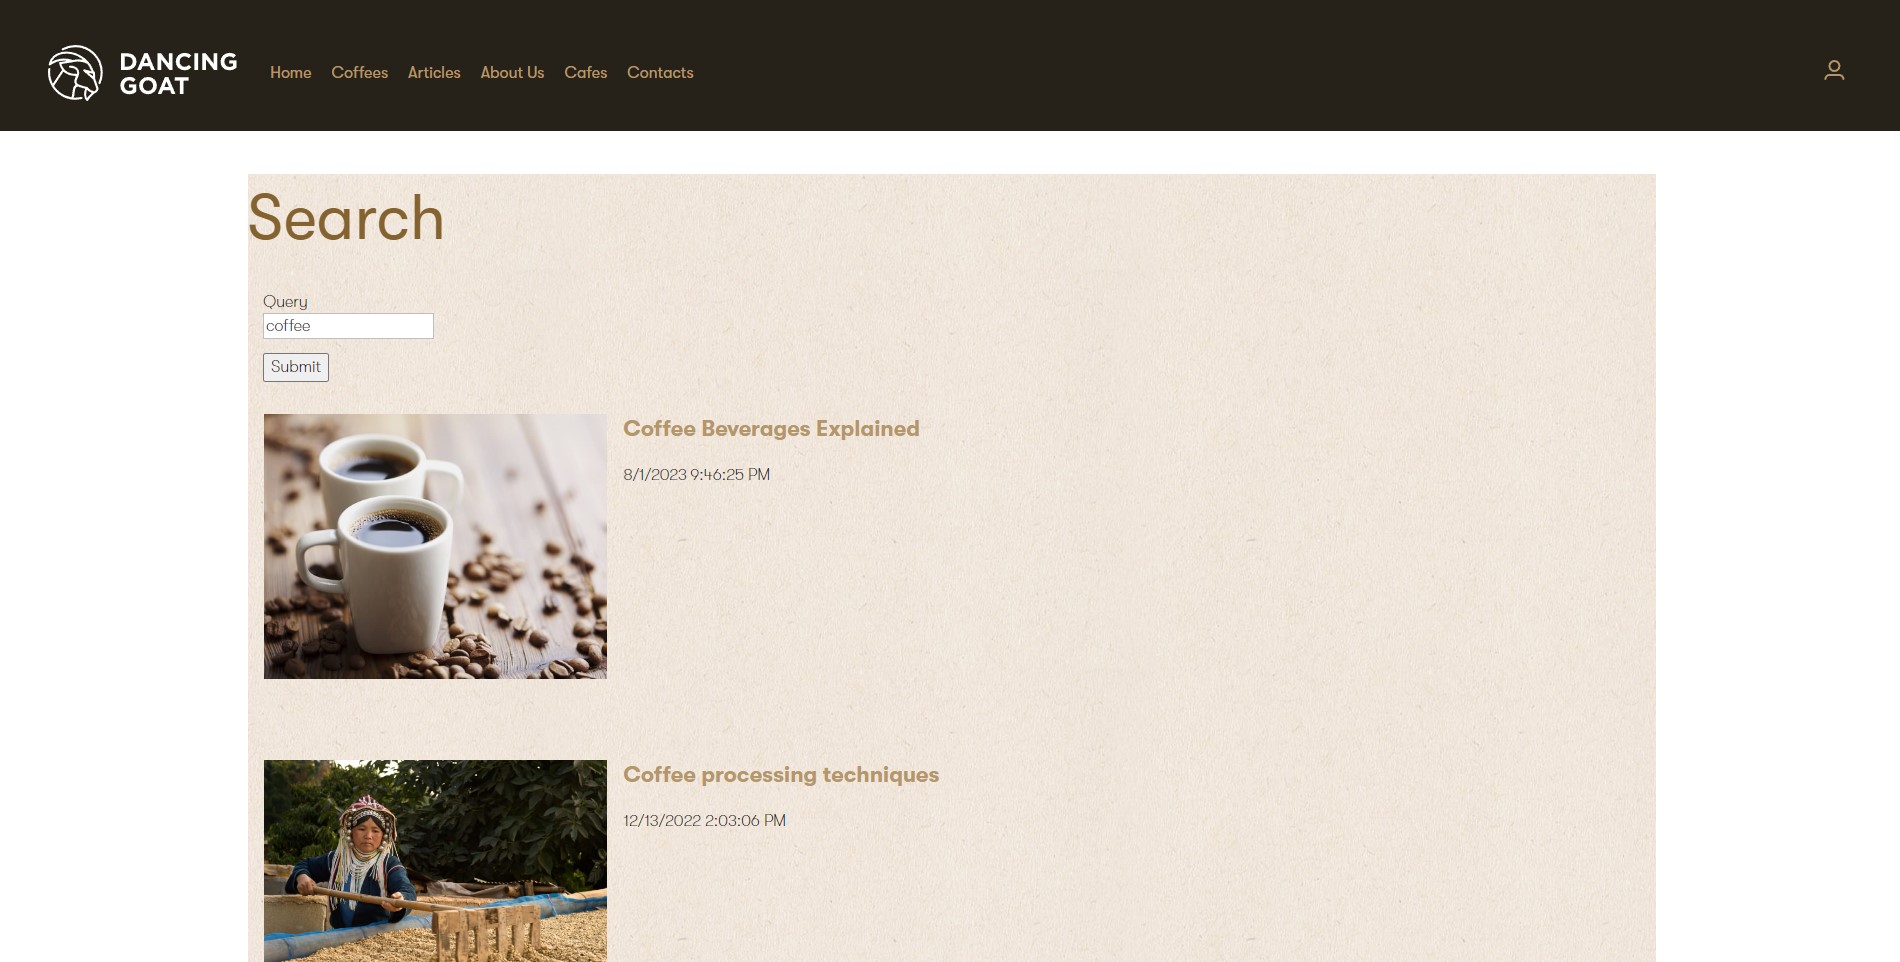 DANCING
GOAT
Home Coffees Articles About Us Cafes Contacts
Search
Query
coffee
Submit
Coffee Beverages Explained
8/1/2023 9:46:25 PM
Coffee processing techniques
12/13/2022 2:03:06 PM